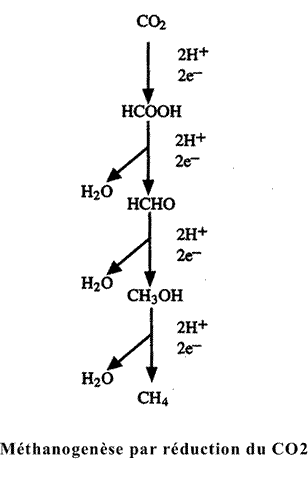 CO₂
2H⁺
2e⁻
HCOOH
2H⁺
2e⁻
H₂O
HCHO
2H⁺
2e⁻
H₂O
CH₃OH
2H⁺
2e⁻
H₂O
CH₄
Méthanogenèse par réduction du CO2